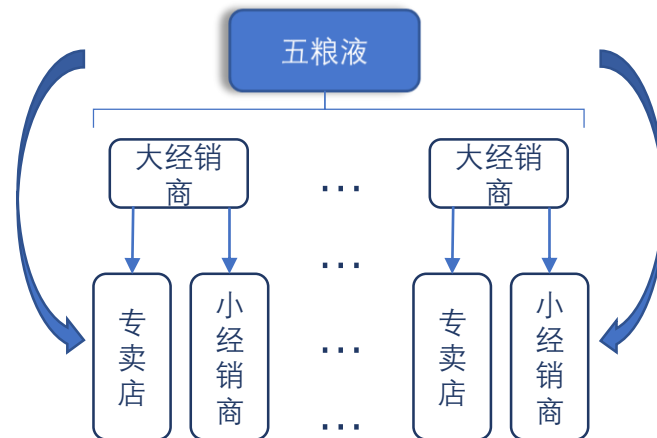 五粮液
大经销
商
…
大经销
商
…
专
卖
店
小
经
销
商
…
专
卖
店
小
经
销
商
…